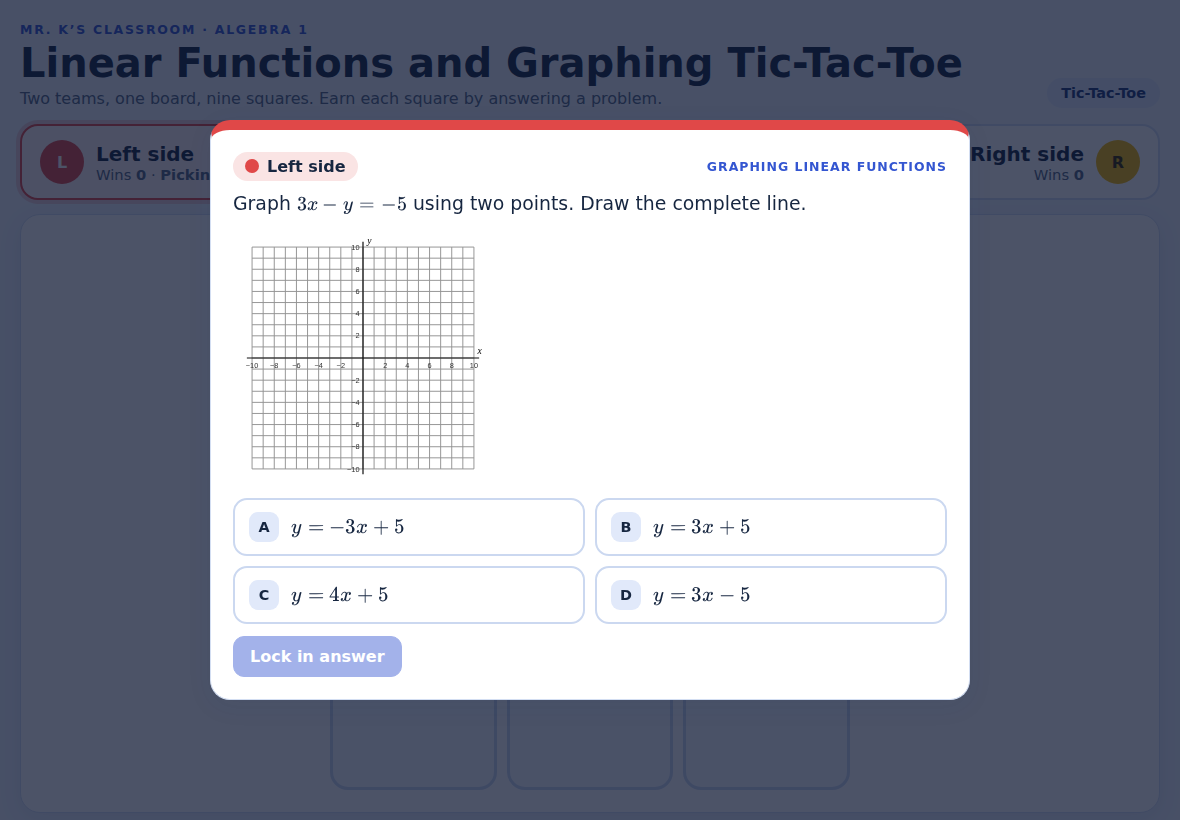 MR. K’S CLASSROOM · ALGEBRA 1
Linear Functions and Graphing Tic-Tac-Toe
Two teams, one board, nine squares. Earn each square by answering a problem.
Tic-Tac-Toe
L
Left side
Wins 0 · Pickin
Right side
Wins 0
R
Left side
GRAPHING LINEAR FUNCTIONS
Graph 3x − y = −5 using two points. Draw the complete line.
y
10
8
6
4
2
x
−10 −8 −6 −4 −2 2 4 6 8 10
−2
−4
−6
−8
−10
A y = −3x + 5
B y = 3x + 5
C y = 4x + 5
D y = 3x − 5
Lock in answer